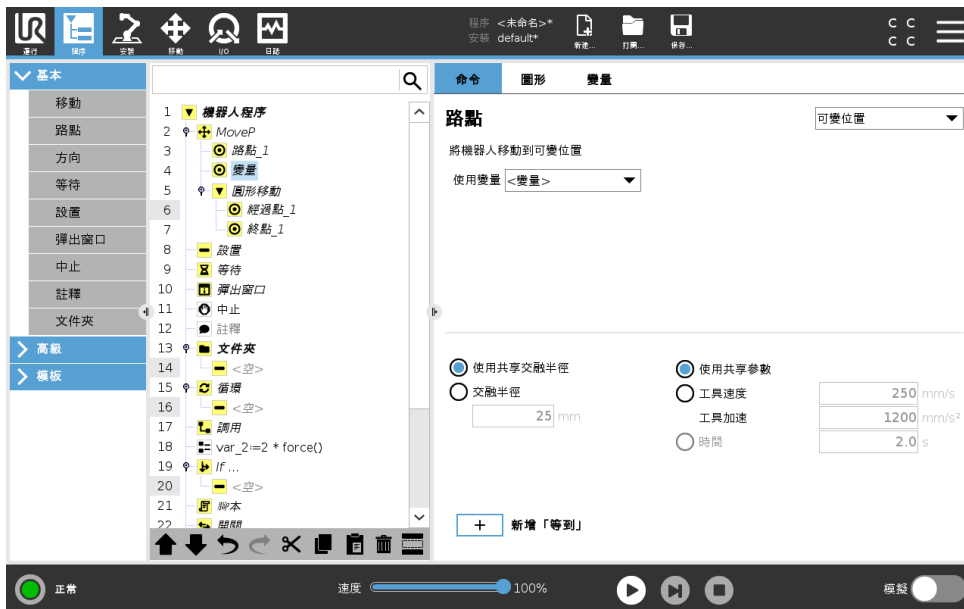 UR
運行
程序
安裝
移動
I/O
日誌
程序 <未命名>*
安裝 default*
新建...
打開...
保存...
C C
C C
基本
移動
路點
方向
等待
設置
彈出窗口
中止
註釋
文件夾
高級
模板
1 機器人程序
2 MoveP
3 路點_1
4 變量
5 圓形移動
6 經過點_1
7 終點_1
8 設置
9 等待
10 彈出窗口
11 中止
12 註釋
13 文件夾
14 <空>
15 循環
16 <空>
17 調用
18 var_2:=2 * force()
19 If ...
20 <空>
21 腳本
22
命令 圖形 變量
路點 可變位置
將機器人移動到可變位置
使用變量 <變量>
使用共享交融半徑
交融半徑
25 mm
使用共享參數
工具速度 250 mm/s
工具加速 1200 mm/s²
時間 2.0 s
+ 新增「等到」
正常
速度 100%
模擬